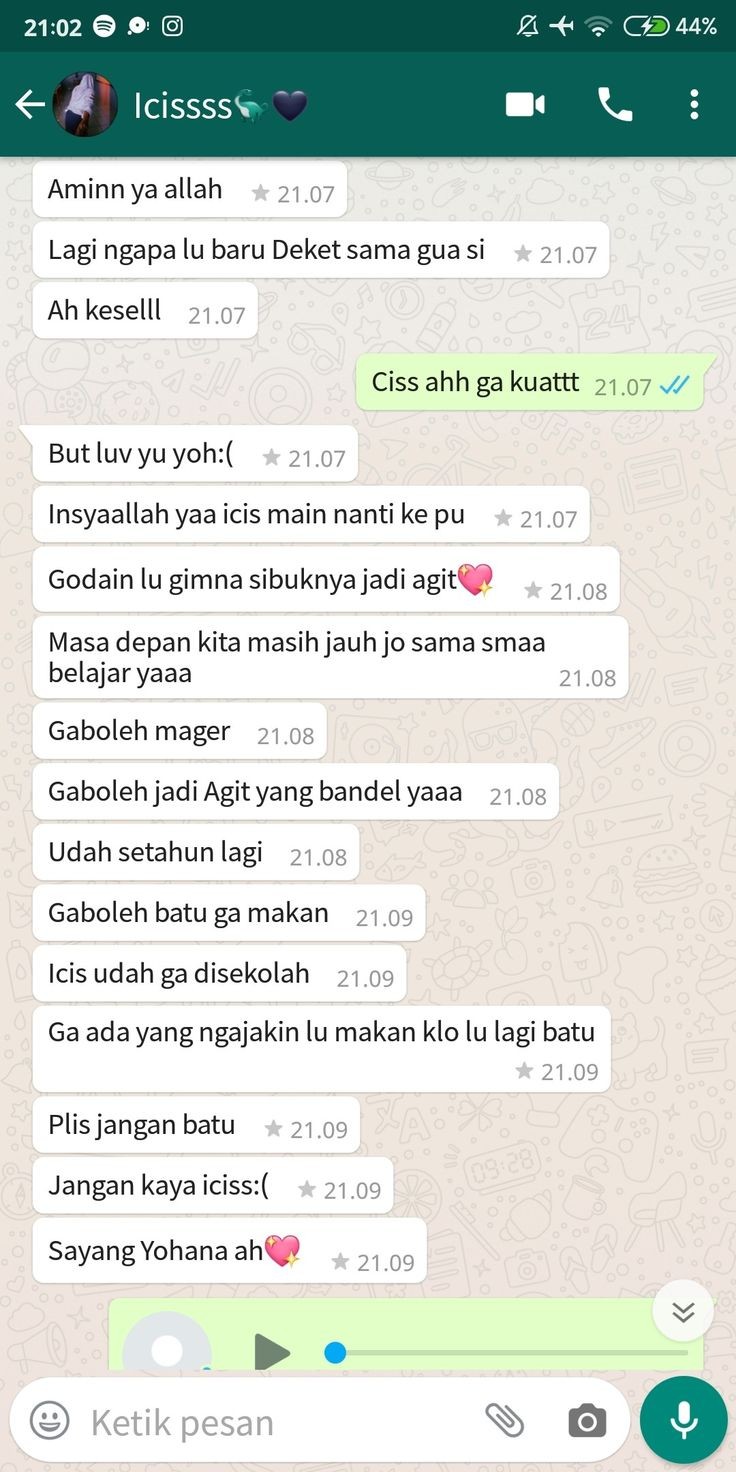 21:02
44%
Icissss🦕🖤
Aminn ya allah ★ 21.07
Lagi ngapa lu baru Deket sama gua si ★ 21.07
Ah keselll 21.07
Ciss ahh ga kuattt 21.07
But luv yu yoh:( ★ 21.07
Insyaallah yaa icis main nanti ke pu ★ 21.07
Godain lu gimna sibuknya jadi agit💖 ★ 21.08
Masa depan kita masih jauh jo sama smaa
belajar yaaa 21.08
Gaboleh mager 21.08
Gaboleh jadi Agit yang bandel yaaa 21.08
Udah setahun lagi 21.08
Gaboleh batu ga makan 21.09
Icis udah ga disekolah 21.09
Ga ada yang ngajakin lu makan klo lu lagi batu
★ 21.09
Plis jangan batu ★ 21.09
Jangan kaya iciss:( ★ 21.09
Sayang Yohana ah💖 ★ 21.09
Ketik pesan